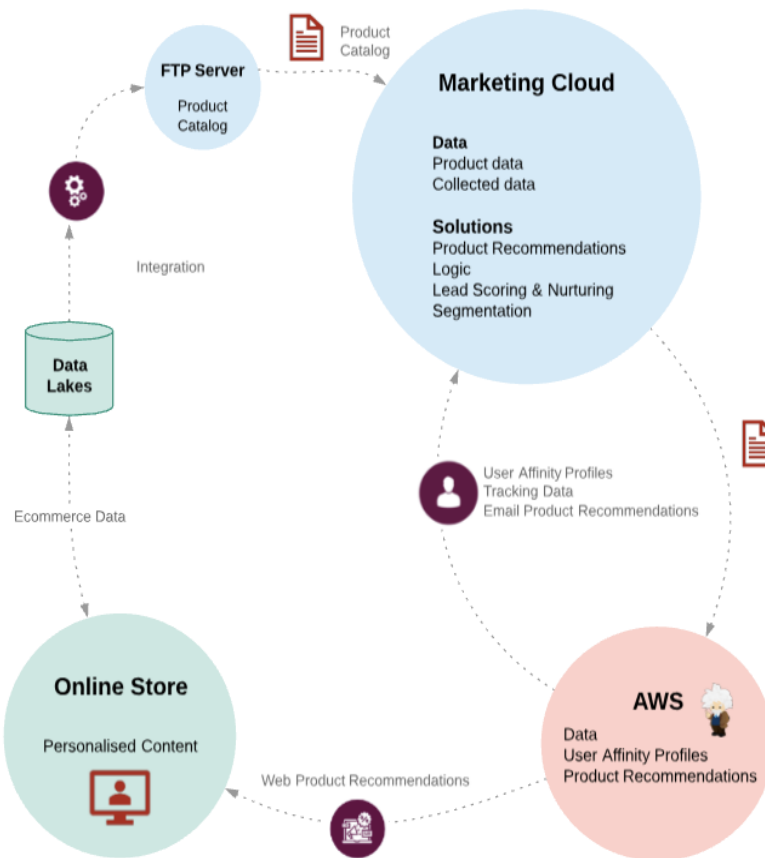 Product
Catalog
FTP Server
Product
Catalog
Marketing Cloud
Data
Product data
Collected data
Solutions
Product Recommendations
Logic
Lead Scoring & Nurturing
Segmentation
Integration
Data
Lakes
User Affinity Profiles
Tracking Data
Email Product Recommendations
Ecommerce Data
Online Store
Personalised Content
AWS
Data
User Affinity Profiles
Product Recommendations
Web Product Recommendations